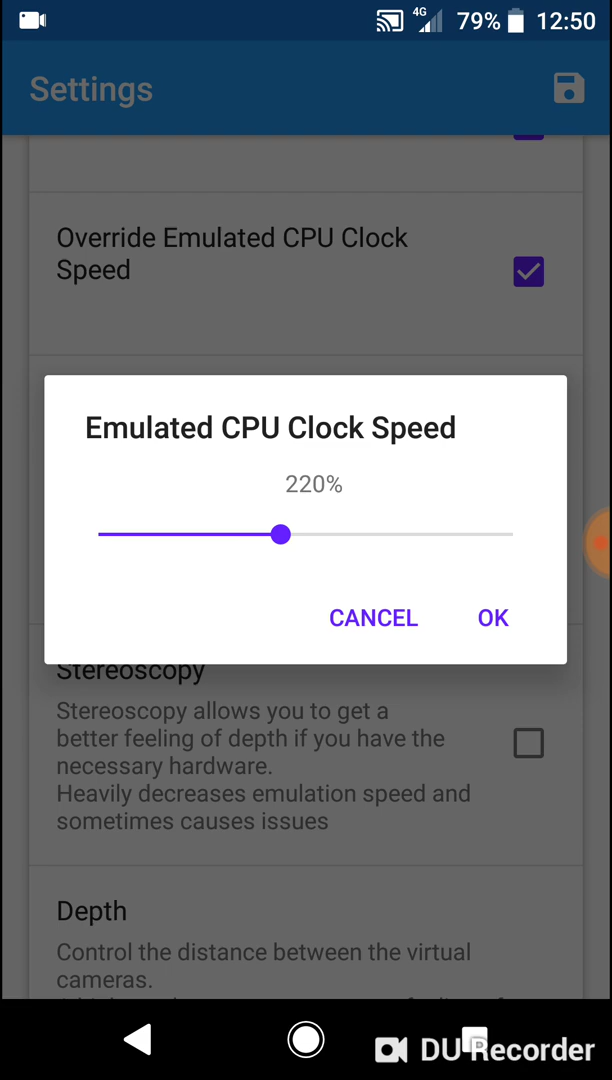 4G 79% 12:50
Settings
Override Emulated CPU Clock
Speed
Emulated CPU Clock Speed
220%
CANCEL OK
Stereoscopy
Stereoscopy allows you to get a
better feeling of depth if you have the
necessary hardware.
Heavily decreases emulation speed and
sometimes causes issues
Depth
Control the distance between the virtual
cameras.
DU Recorder